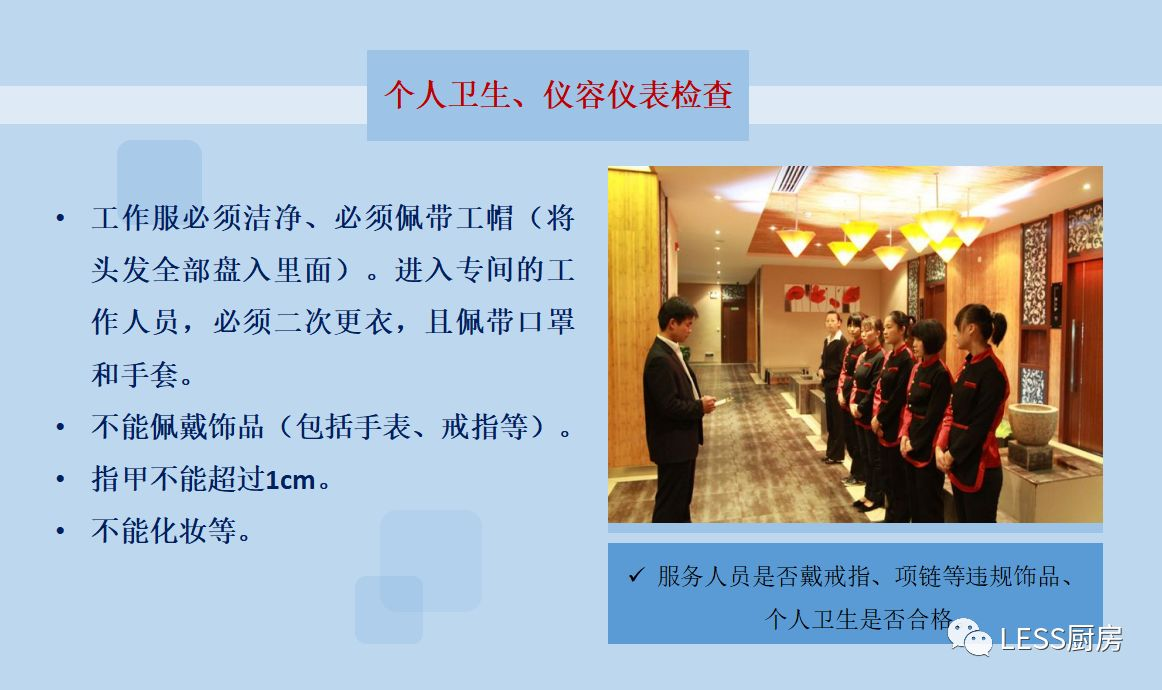 个人卫生、仪容仪表检查
• 工作服必须洁净、必须佩带工帽（将
头发全部盘入里面）。进入专间的工
作人员，必须二次更衣，且佩带口罩
和手套。
• 不能佩戴饰品（包括手表、戒指等）。
• 指甲不能超过1cm。
• 不能化妆等。
✓ 服务人员是否戴戒指、项链等违规饰品、
个人卫生是否合格
LESS厨房